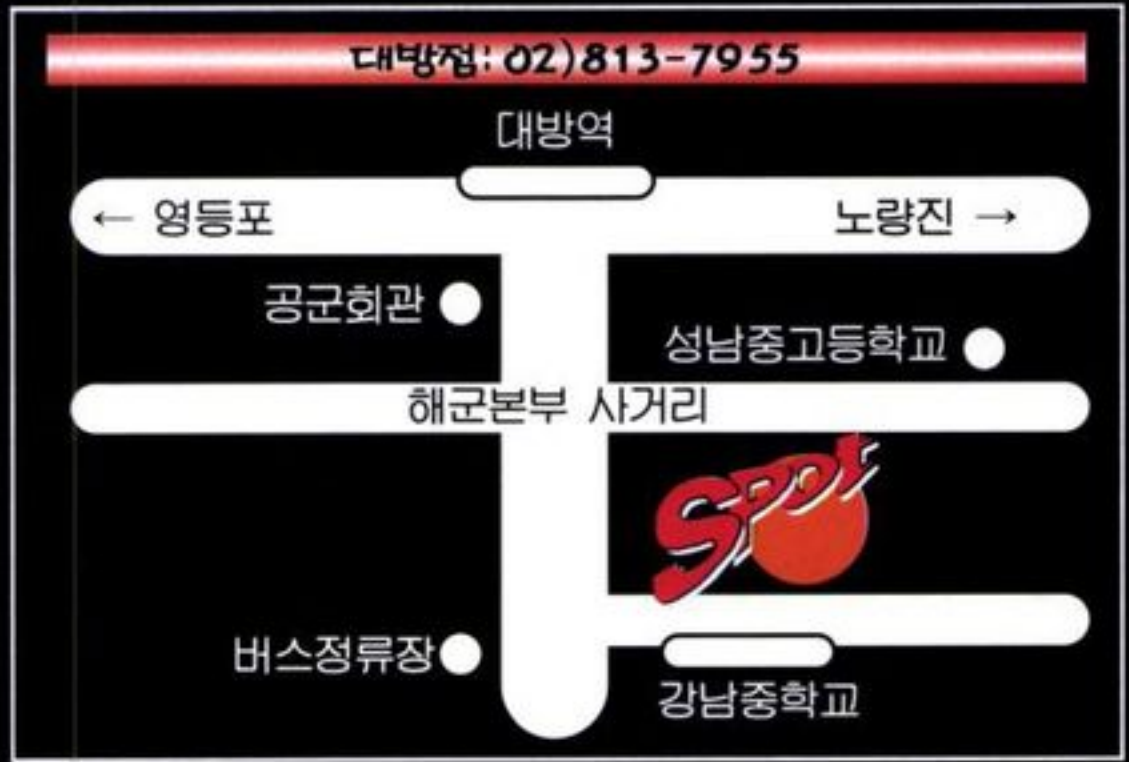 대방점: 02)813-7955
대방역
← 영등포
노량진 →
공군회관
성남중고등학교
해군본부 사거리
SPOt
버스정류장
강남중학교